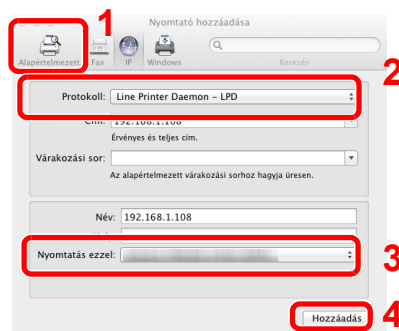 Nyomtató hozzáadása
1
Alapértelmezett Fax IP Windows Keresés
2
Protokoll: Line Printer Daemon – LPD
Cím: 192.168.1.108
Érvényes és teljes cím.
Várakozási sor:
Az alapértelmezett várakozási sorhoz hagyja üresen.
Név: 192.168.1.108
Nyomtatás ezzel:
3
Hozzáadás
4